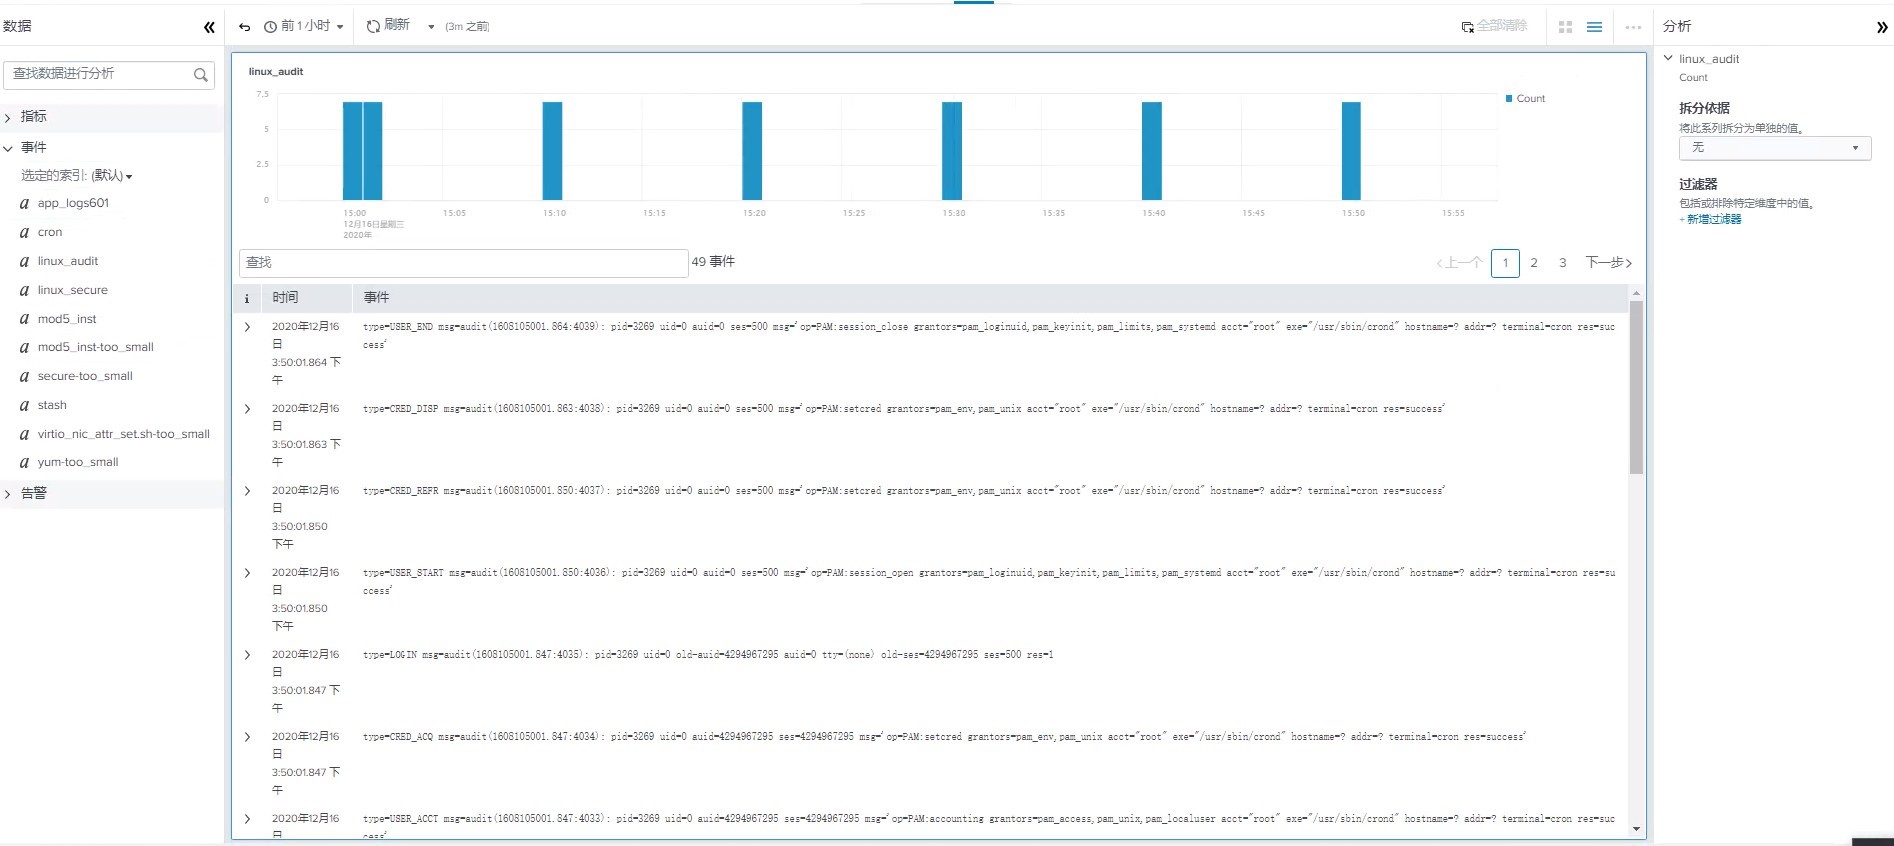 数据
前 1 小时
刷新
(3m 之前)
全部清除
分析
查找数据进行分析
指标
事件
选定的索引: (默认)
a app_logs601
a cron
a linux_audit
a linux_secure
a mod5_inst
a mod5_inst-too_small
a secure-too_small
a stash
a virtio_nic_attr_set.sh-too_small
a yum-too_small
告警
linux_audit
7.5
5
2.5
0
15:00
12月16日星期三
2020年
15:05
15:10
15:15
15:20
15:25
15:30
15:35
15:40
15:45
15:50
15:55
Count
查找
49 事件
上一个 1 2 3 下一步
i 时间 事件
2020年12月16
日
3:50:01.864 下
午
type=USER_END msg=audit(1608105001.864:4039): pid=3269 uid=0 auid=0 ses=500 msg='op=PAM:session_close grantors=pam_loginuid,pam_keyinit,pam_limits,pam_systemd acct="root" exe="/usr/sbin/crond" hostname=? addr=? terminal=cron res=suc
cess'
2020年12月16
日
3:50:01.863 下
午
type=CRED_DISP msg=audit(1608105001.863:4038): pid=3269 uid=0 auid=0 ses=500 msg='op=PAM:setcred grantors=pam_env,pam_unix acct="root" exe="/usr/sbin/crond" hostname=? addr=? terminal=cron res=success'
2020年12月16
日
3:50:01.850
下午
type=CRED_REFR msg=audit(1608105001.850:4037): pid=3269 uid=0 auid=0 ses=500 msg='op=PAM:setcred grantors=pam_env,pam_unix acct="root" exe="/usr/sbin/crond" hostname=? addr=? terminal=cron res=success'
2020年12月16
日
3:50:01.850
下午
type=USER_START msg=audit(1608105001.850:4036): pid=3269 uid=0 auid=0 ses=500 msg='op=PAM:session_open grantors=pam_loginuid,pam_keyinit,pam_limits,pam_systemd acct="root" exe="/usr/sbin/crond" hostname=? addr=? terminal=cron res=su
ccess'
2020年12月16
日
3:50:01.847 下
午
type=LOGIN msg=audit(1608105001.847:4035): pid=3269 uid=0 old-auid=4294967295 auid=0 tty=(none) old-ses=4294967295 ses=500 res=1
2020年12月16
日
3:50:01.847 下
午
type=CRED_ACQ msg=audit(1608105001.847:4034): pid=3269 uid=0 auid=4294967295 ses=4294967295 msg='op=PAM:setcred grantors=pam_env,pam_unix acct="root" exe="/usr/sbin/crond" hostname=? addr=? terminal=cron res=success'
2020年12月16
日
type=USER_ACCT msg=audit(1608105001.847:4033): pid=3269 uid=0 auid=4294967295 ses=4294967295 msg='op=PAM:accounting grantors=pam_access,pam_unix,pam_localuser acct="root" exe="/usr/sbin/crond" hostname=? addr=? terminal=cron res=suc
cess'
linux_audit
Count
拆分依据
将此系列拆分为单独的值。
无
过滤器
包括或排除特定维度中的值。
+ 新增过滤器